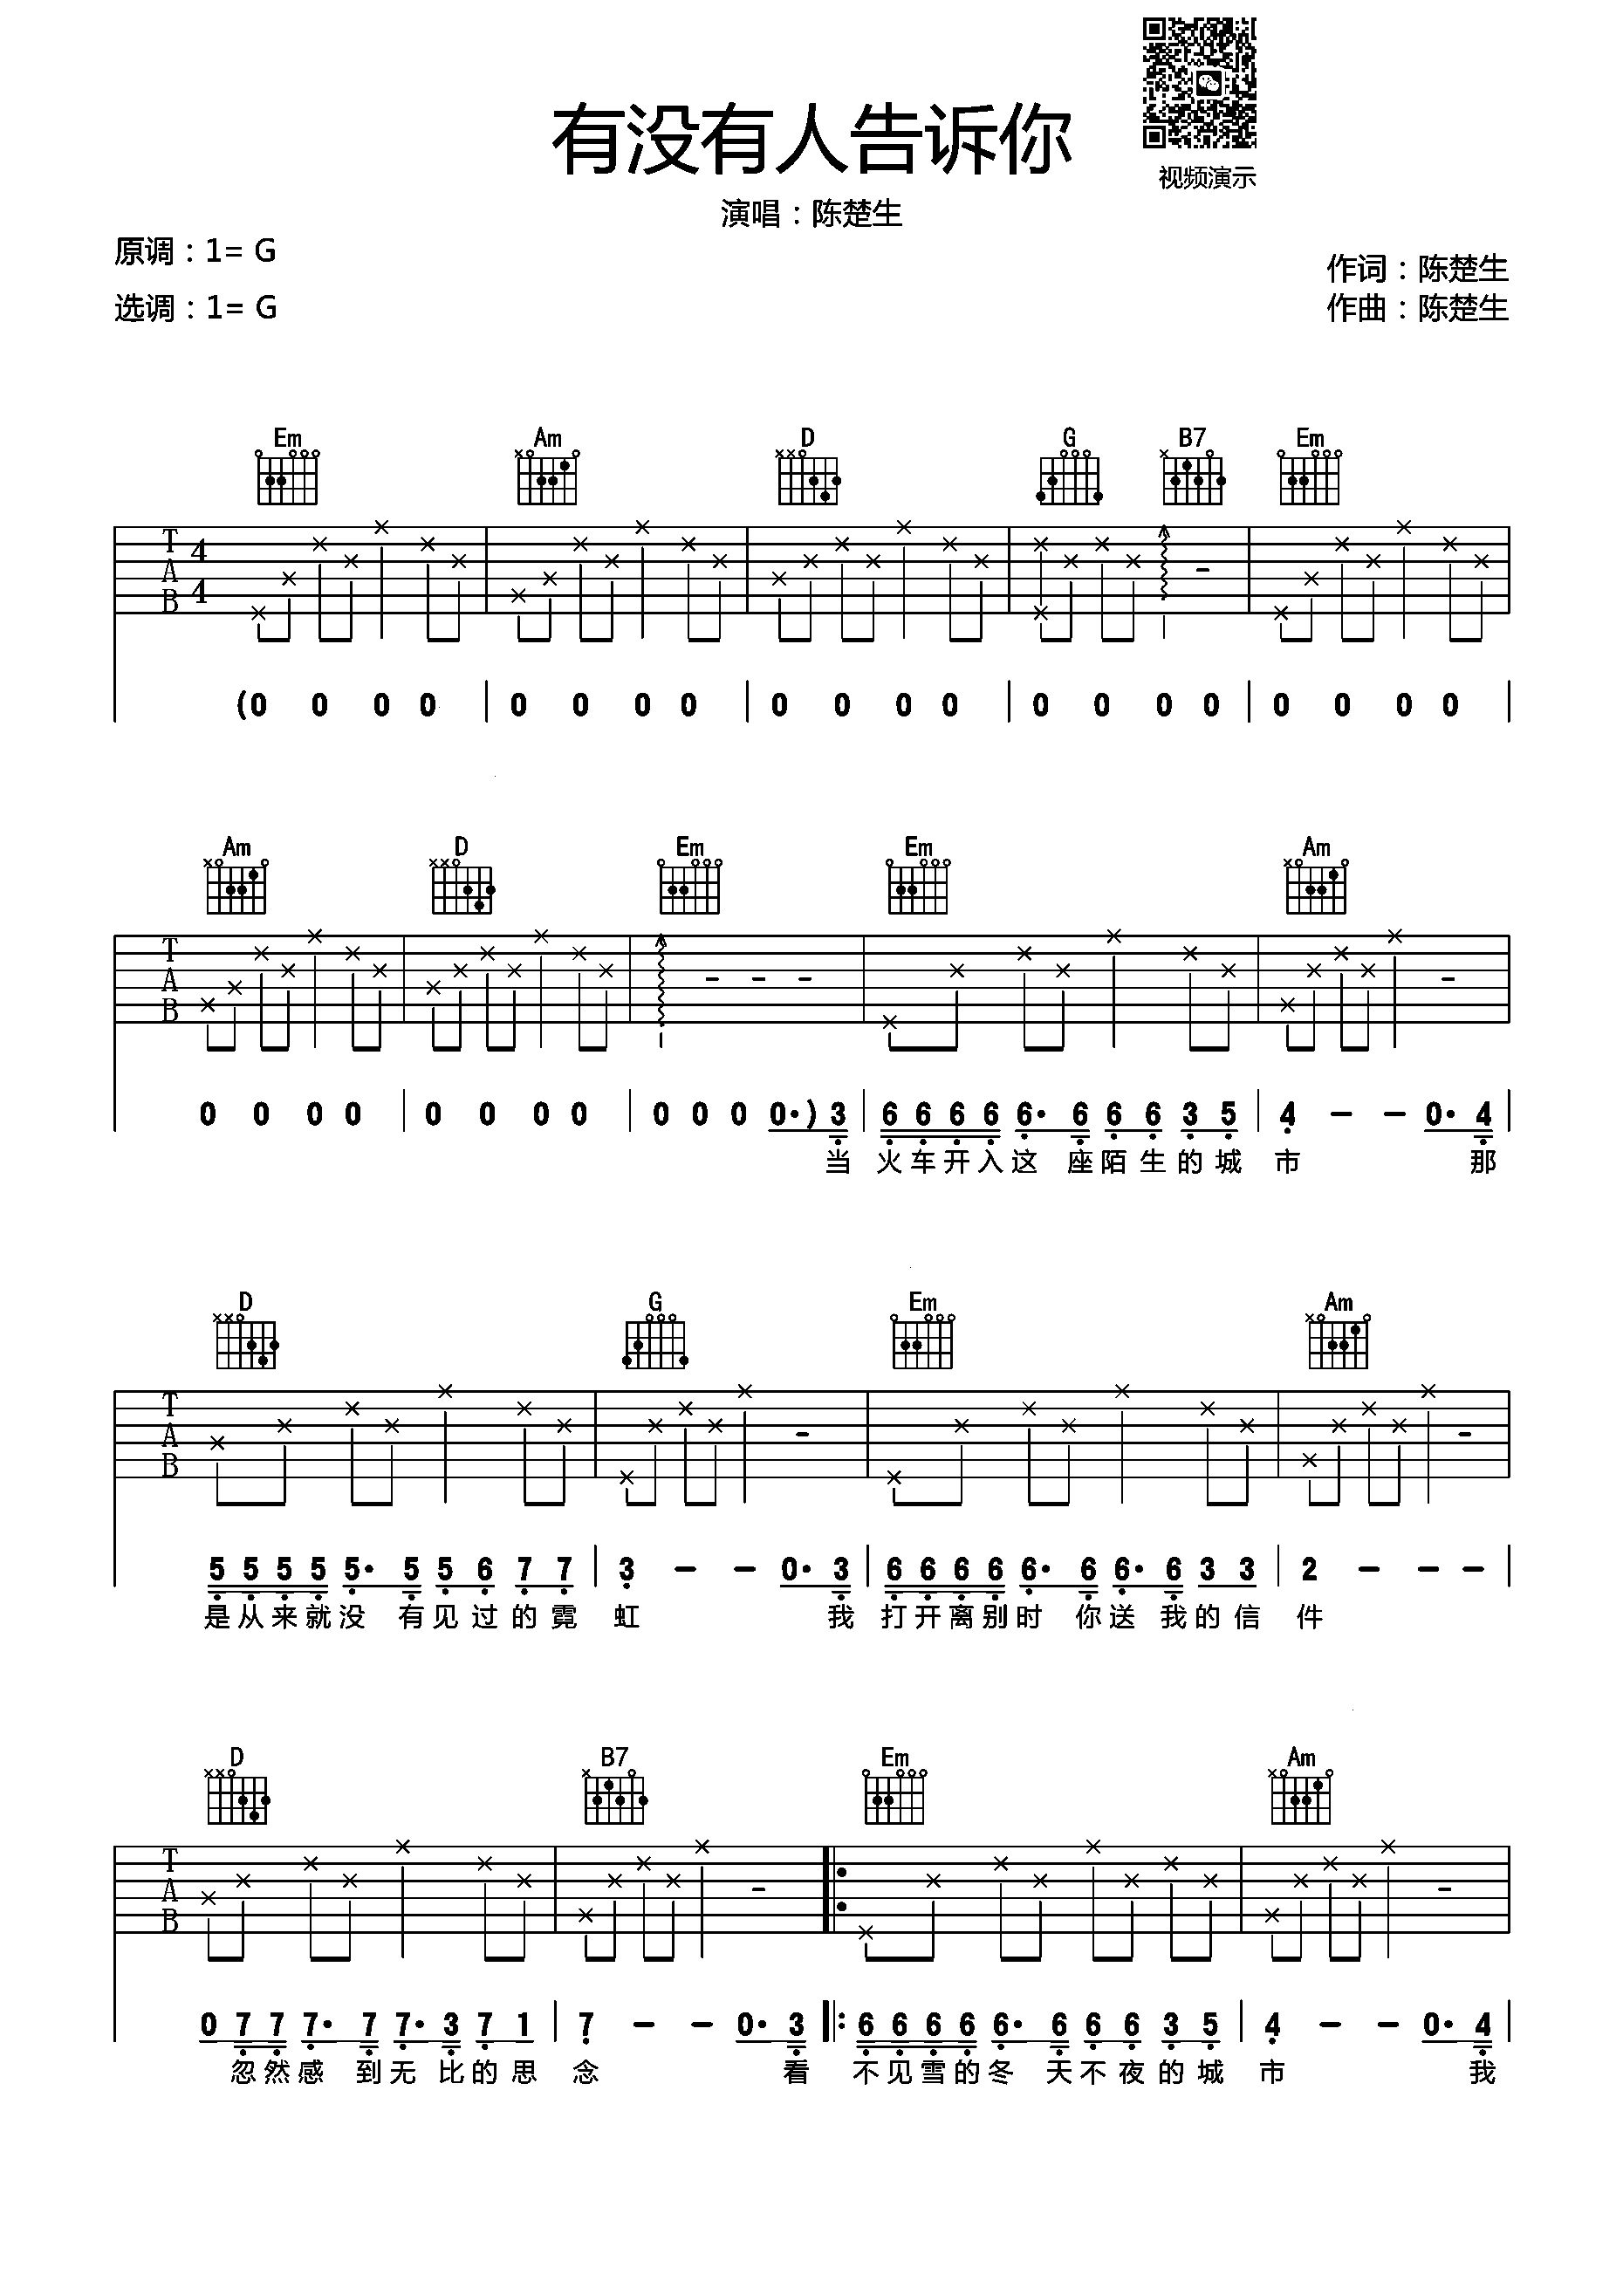 有没有人告诉你
视频演示
演唱：陈楚生
原调：1= G
选调：1= G
作词：陈楚生
作曲：陈楚生
Em Am D G B7 Em
T A B 4 4
(0 0 0 0 | 0 0 0 0 | 0 0 0 0 | 0 0 0 0 | 0 0 0 0 |
Am D Em Em Am
T A B
0 0 0 0 | 0 0 0 0 | 0 0 0 0·) 3 | 6 6 6 6 6· 6 6 6 3 5 | 4 - - 0· 4 |
当 火车开入这 座陌生的城 市 那
D G Em Am
T A B
5 5 5 5 5· 5 5 6 7 7 | 3 - - 0· 3 | 6 6 6 6 6· 6 6· 6 3 3 | 2 - - - |
是从来就没 有见过的霓 虹 我 打开离别时 你送我的信 件
D B7 Em Am
T A B
0 7 7 7· 7 7· 3 7 1 | 7 - - 0· 3 |: 6 6 6 6 6· 6 6 6 3 5 | 4 - - 0· 4 |
忽然感 到无 比的思 念 看 不见雪的冬 天不夜的城 市 我